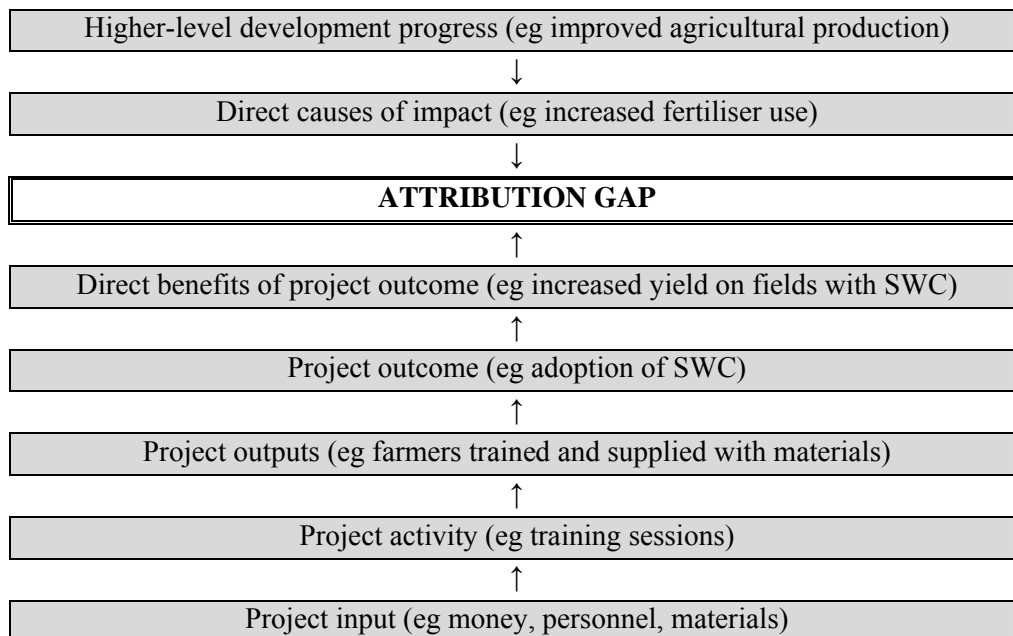 Higher-level development progress (eg improved agricultural production)
↓
Direct causes of impact (eg increased fertiliser use)
↓
ATTRIBUTION GAP
↑
Direct benefits of project outcome (eg increased yield on fields with SWC)
↑
Project outcome (eg adoption of SWC)
↑
Project outputs (eg farmers trained and supplied with materials)
↑
Project activity (eg training sessions)
↑
Project input (eg money, personnel, materials)